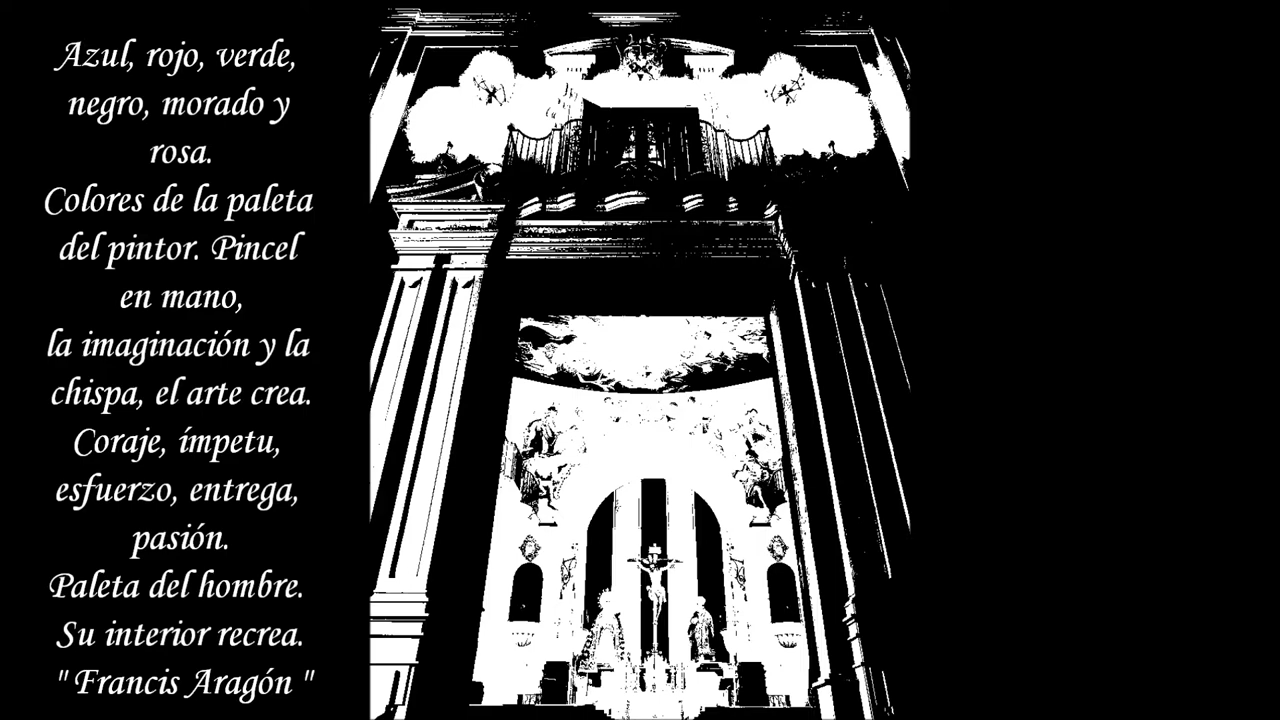 Azul, rojo, verde,
negro, morado y
rosa.
Colores de la paleta
del pintor. Pincel
en mano,
la imaginación y la
chispa, el arte crea.
Coraje, ímpetu,
esfuerzo, entrega,
pasión.
Paleta del hombre.
Su interior recrea.
" Francis Aragón "